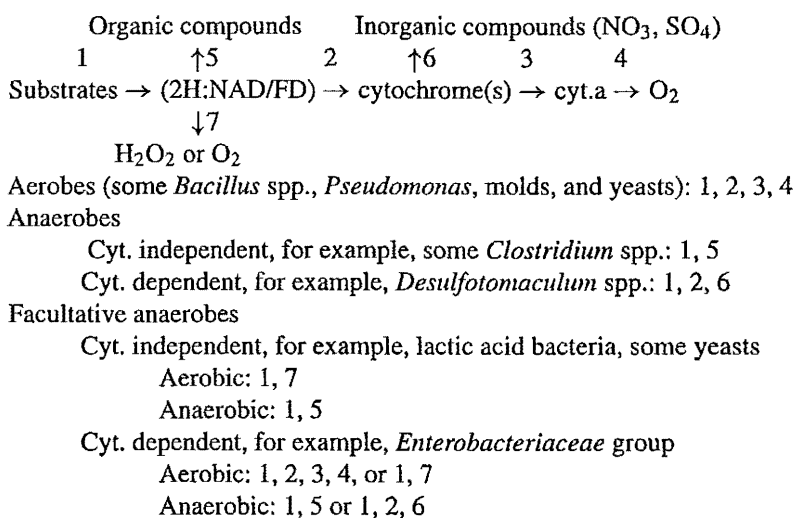 Organic compounds Inorganic compounds (NO₃, SO₄)
1 ↑5 2 ↑6 3 4
Substrates → (2H:NAD/FD) → cytochrome(s) → cyt.a → O₂
↓7
H₂O₂ or O₂
Aerobes (some Bacillus spp., Pseudomonas, molds, and yeasts): 1, 2, 3, 4
Anaerobes
Cyt. independent, for example, some Clostridium spp.: 1, 5
Cyt. dependent, for example, Desulfotomaculum spp.: 1, 2, 6
Facultative anaerobes
Cyt. independent, for example, lactic acid bacteria, some yeasts
Aerobic: 1, 7
Anaerobic: 1, 5
Cyt. dependent, for example, Enterobacteriaceae group
Aerobic: 1, 2, 3, 4, or 1, 7
Anaerobic: 1, 5 or 1, 2, 6